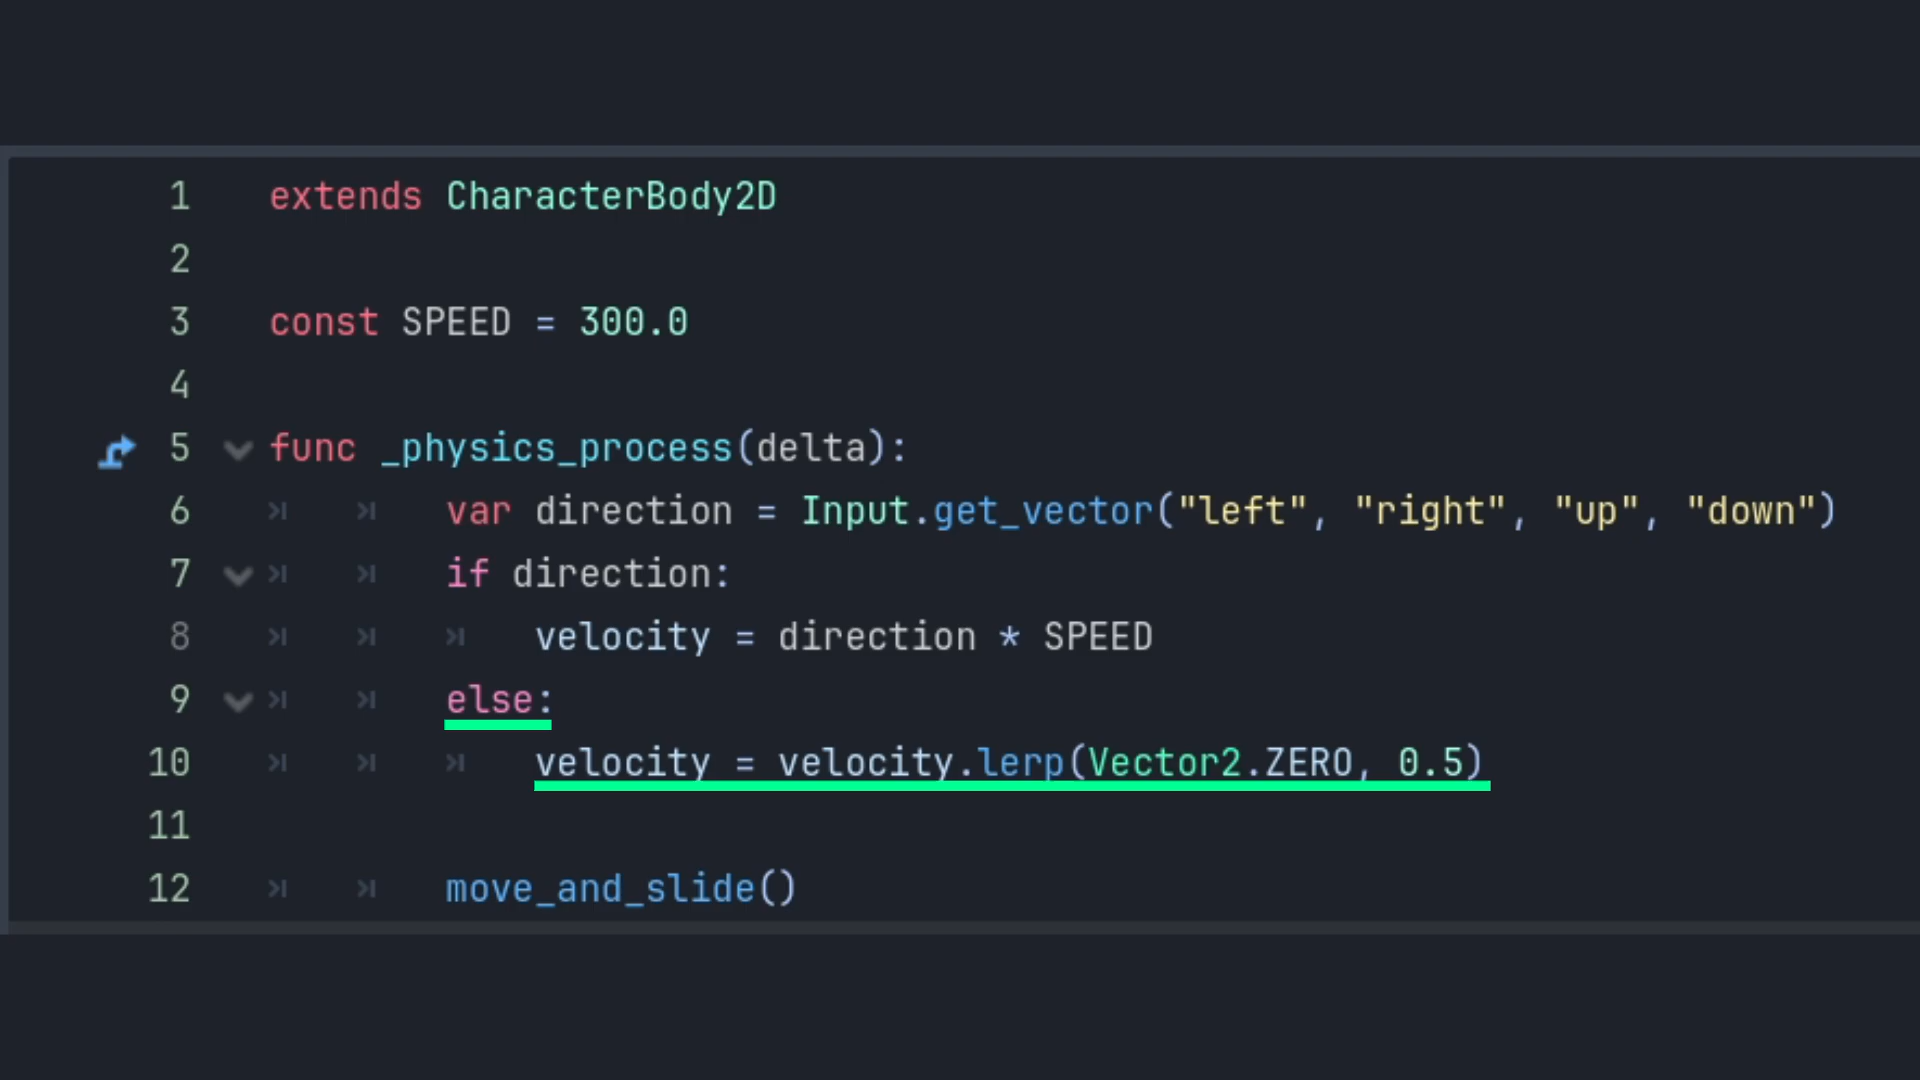 1 extends CharacterBody2D
2
3 const SPEED = 300.0
4
5 func _physics_process(delta):
6 var direction = Input.get_vector("left", "right", "up", "down")
7 if direction:
8 velocity = direction * SPEED
9 else:
10 velocity = velocity.lerp(Vector2.ZERO, 0.5)
11
12 move_and_slide()